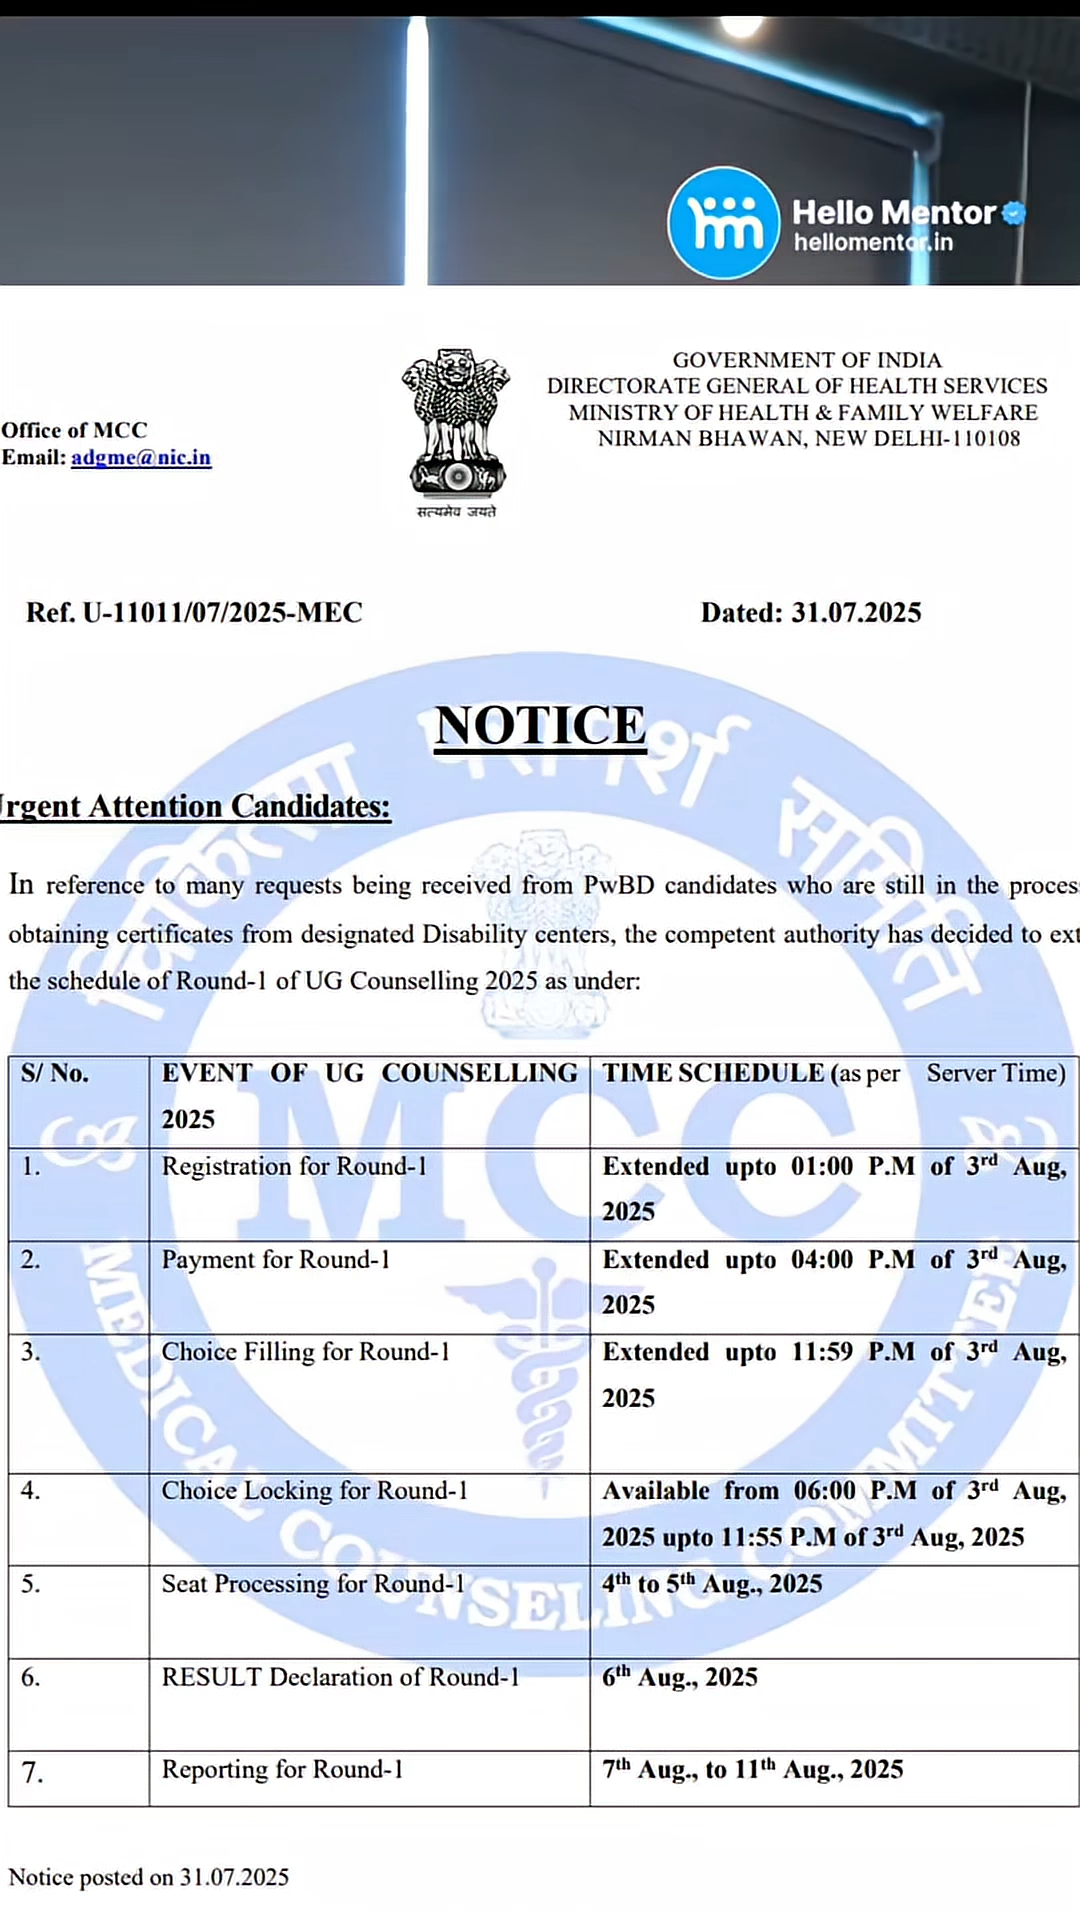 Hello Mentor
hellomentor.in
GOVERNMENT OF INDIA
DIRECTORATE GENERAL OF HEALTH SERVICES
MINISTRY OF HEALTH & FAMILY WELFARE
NIRMAN BHAWAN, NEW DELHI-110108
Office of MCC
Email: adgme@nic.in
सत्यमेव जयते
Ref. U-11011/07/2025-MEC Dated: 31.07.2025
NOTICE
Urgent Attention Candidates:
In reference to many requests being received from PwBD candidates who are still in the proces
obtaining certificates from designated Disability centers, the competent authority has decided to ext
the schedule of Round-1 of UG Counselling 2025 as under:
S/ No. EVENT OF UG COUNSELLING TIME SCHEDULE (as per Server Time)
2025
1. Registration for Round-1 Extended upto 01:00 P.M of 3rd Aug,
2025
2. Payment for Round-1 Extended upto 04:00 P.M of 3rd Aug,
2025
3. Choice Filling for Round-1 Extended upto 11:59 P.M of 3rd Aug,
2025
4. Choice Locking for Round-1 Available from 06:00 P.M of 3rd Aug,
2025 upto 11:55 P.M of 3rd Aug, 2025
5. Seat Processing for Round-1 4th to 5th Aug., 2025
6. RESULT Declaration of Round-1 6th Aug., 2025
7. Reporting for Round-1 7th Aug., to 11th Aug., 2025
Notice posted on 31.07.2025
चिकित्सा परामर्श समिति
MCC
MEDICAL COUNSELING COMMITTEE